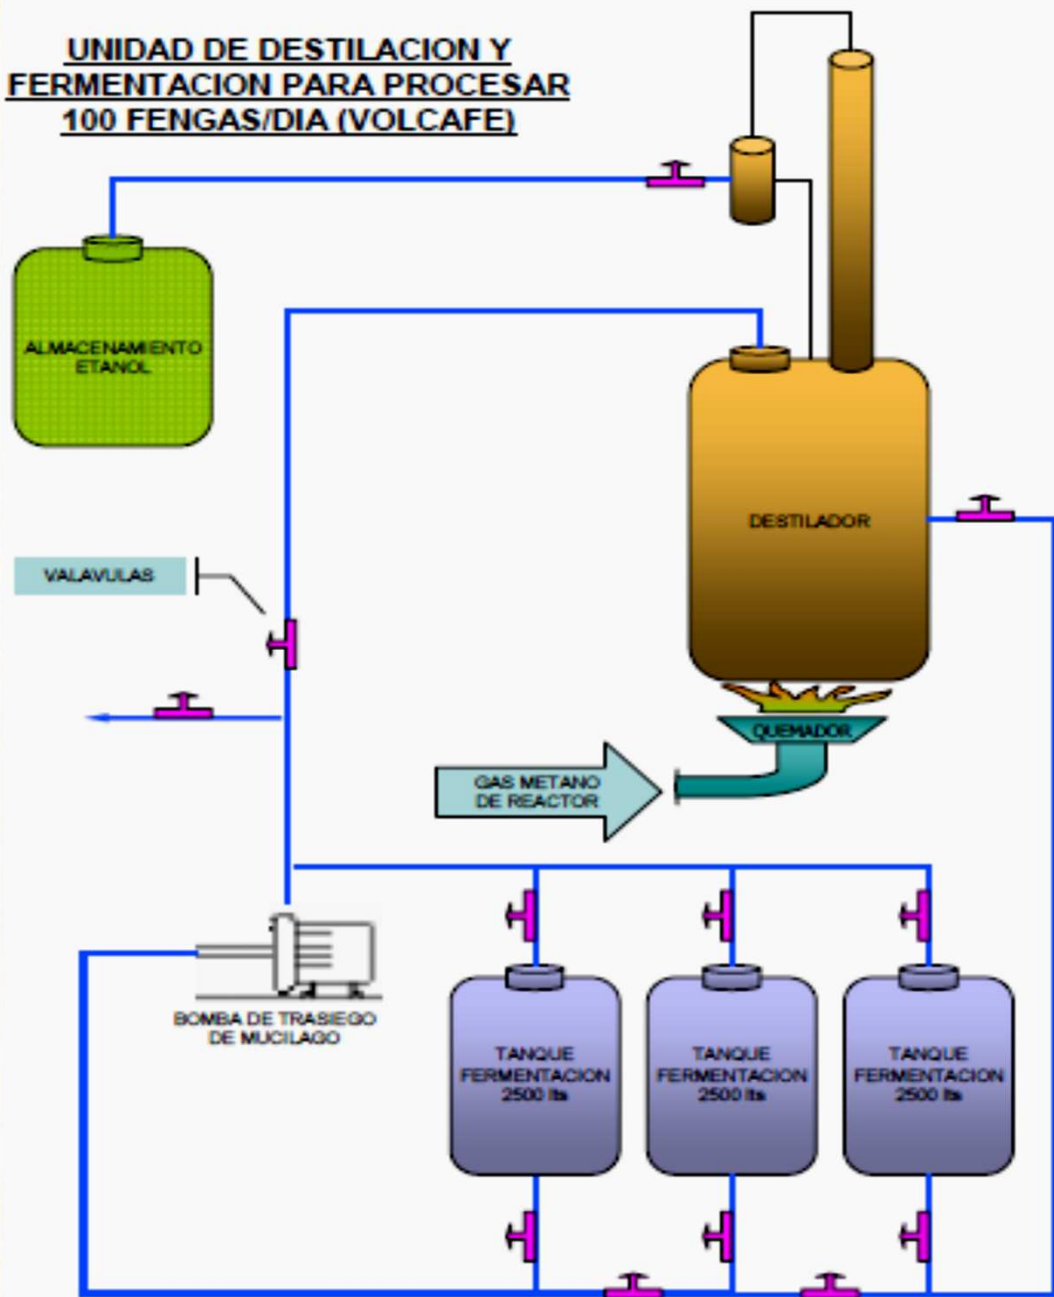 UNIDAD DE DESTILACION Y
FERMENTACION PARA PROCESAR
100 FENGAS/DIA (VOLCAFE)
ALMACENAMIENTO
ETANOL
DESTILADOR
VALAVULAS
QUEMADOR
GAS METANO
DE REACTOR
BOMBA DE TRASIEGO
DE MUCILAGO
TANQUE
FERMENTACION
2500 lts
TANQUE
FERMENTACION
2500 lts
TANQUE
FERMENTACION
2500 lts